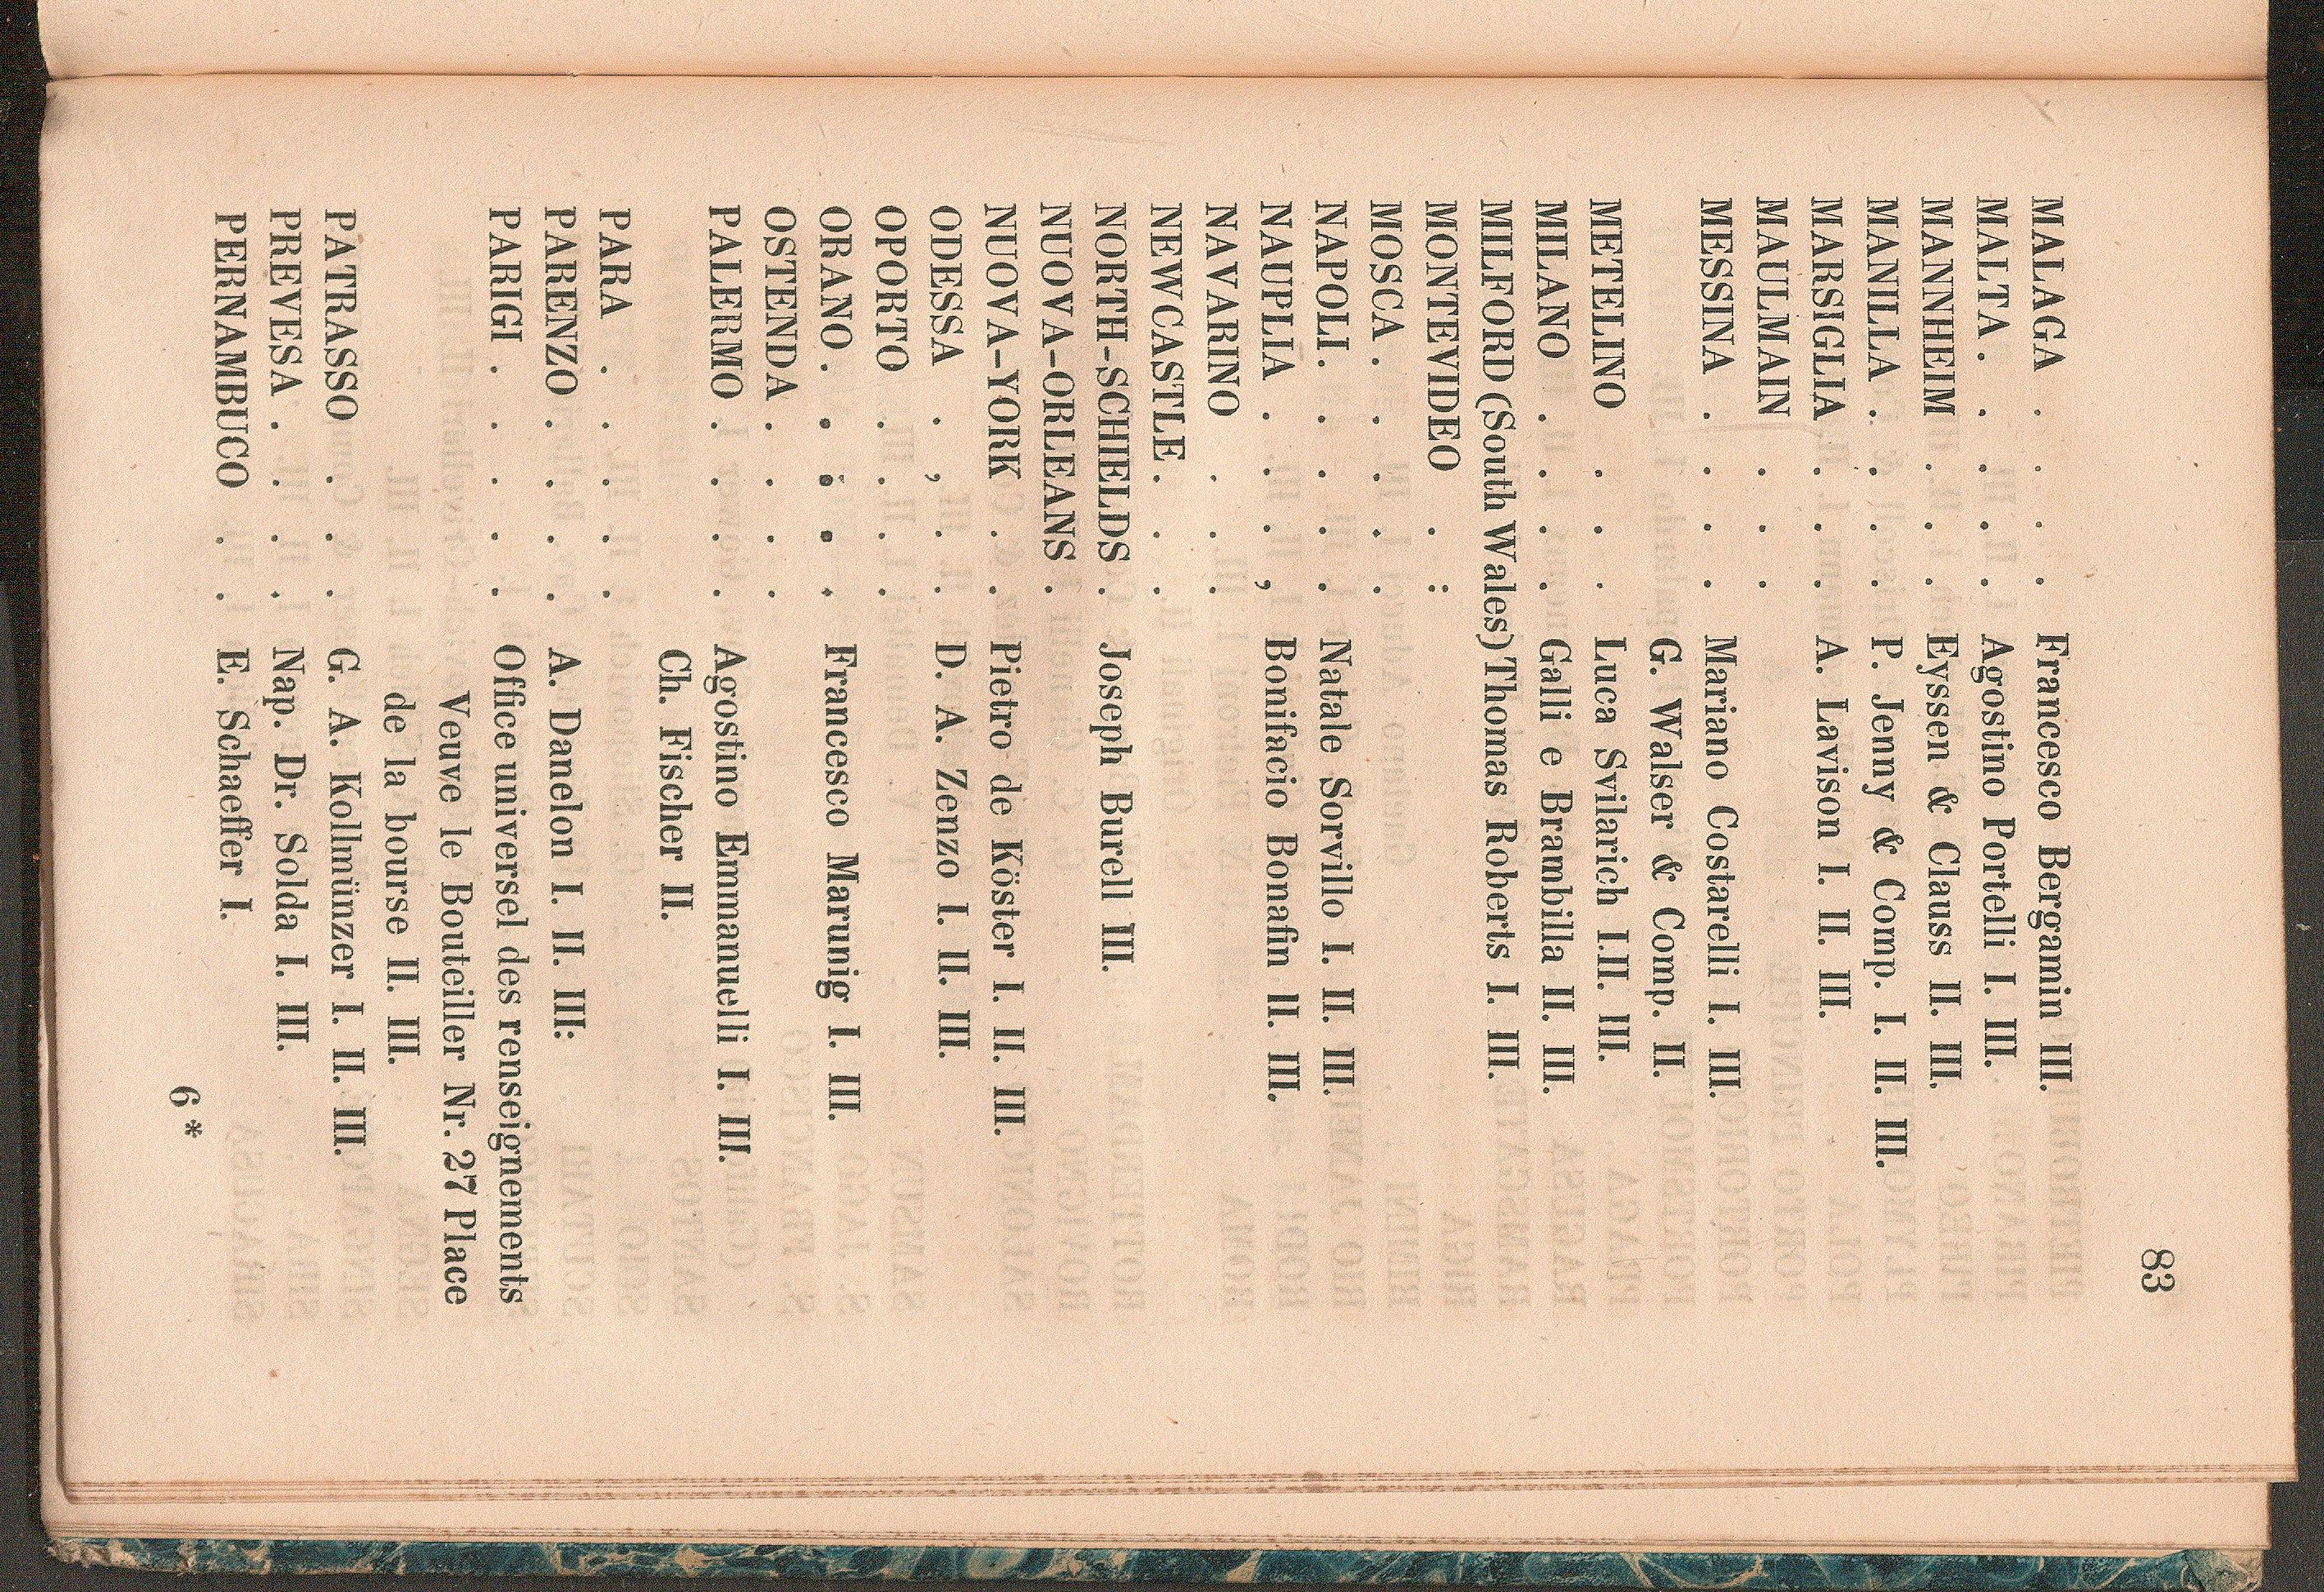 83
MALAGA . . . . Francesco Bergamin III.
MALTA . . . . . Agostino Portelli I. III.
MANNHEIM . . . Eyssen & Clauss II. III.
MANILLA . . . . P. Jenny & Comp. I. II. III.
MARSIGLIA . . . A. Lavison I. II. III.
MAULMAIN . . .
MESSINA . . . . Mariano Costarelli I. III.
G. Walser & Comp. II.
METELINO . . . Luca Svilarich I.II. III.
MILANO . . . . Galli e Brambilla II. III.
MILFORD (South Wales) Thomas Roberts I. III.
MONTEVIDEO . :
MOSCA . . . . .
NAPOLI. . . . . Natale Sorvillo I. II. III.
NAUPLIA . . . , Bonifacio Bonafin II. III.
NAVARINO . . .
NEWCASTLE . . .
NORTH-SCHIELDS . Joseph Burell III.
NUOVA-ORLEANS .
NUOVA-YORK . . Pietro de Köster I. II. III.
ODESSA . , . . D. A. Zenzo I. II. III.
OPORTO . . . .
ORANO . . . . . Francesco Marunig I. III.
OSTENDA . . . .
PALERMO . . . . Agostino Emmanuelli I. III.
Ch. Fischer II.
PARA . . . . .
PARENZO . . . . A. Danelon I. II. III:
PARIGI . . . . . Office universel des renseignements
Veuve le Bouteiller Nr. 27 Place
de la bourse II. III.
PATRASSO . . . G. A. Kollmünzer I. II. III.
PREVESA . . . . Nap. Dr. Solda I. III.
PERNAMBUCO . . E. Schaeffer I.
6*